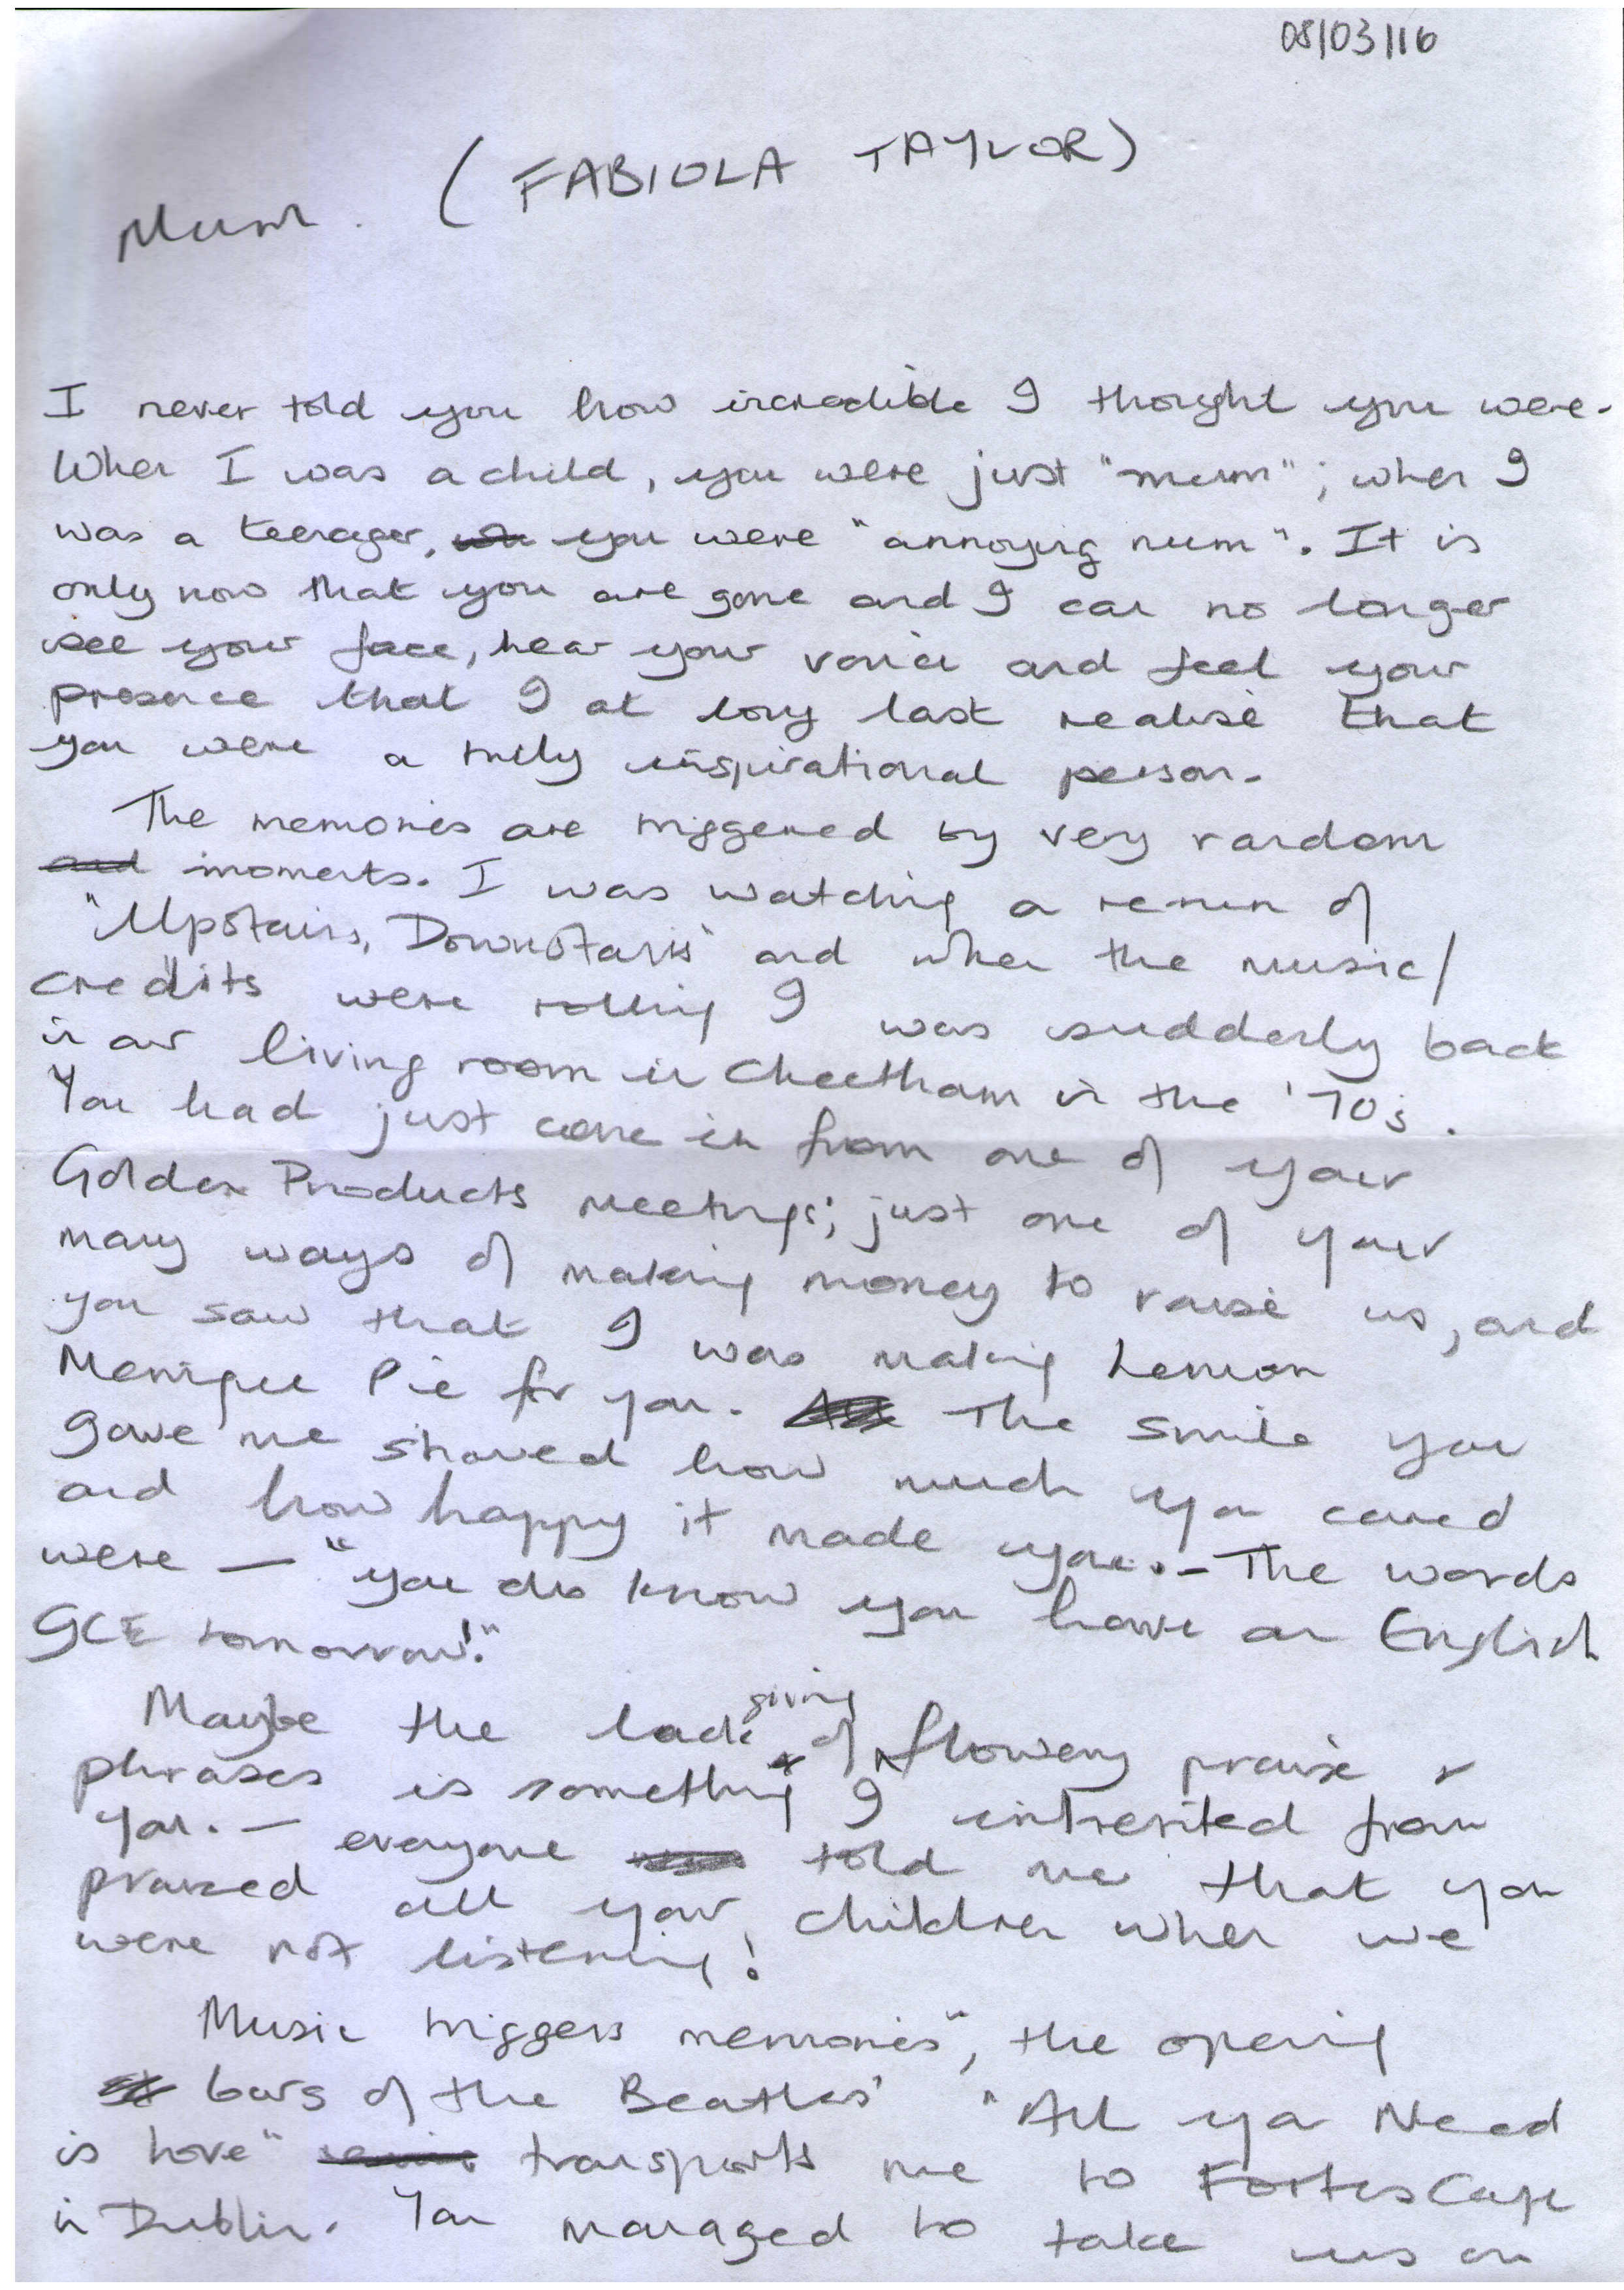 08/03/16
Mum. (FABIOLA TAYLOR)
I never told you how incredible I thought you were.
When I was a child, you were just "mum"; when I
was a teenager, you were "annoying mum". It is
only now that you are gone and I can no longer
see your face, hear your voice and feel your
presence that I at long last realise that
you were a truly inspirational person.
The memories are triggered by very random
and moments. I was watching a rerun of
"Upstairs, Downstairs" and when the music/
credits were rolling I was suddenly back
in our living room in Cheetham in the '70s.
You had just come in from one of your
Golden Products meetings; just one of your
many ways of making money to raise us, and
you saw that I was making Lemon
Meringue Pie for you. The smile you
gave me showed how much you cared
and how happy it made you. - The words
were — "you do know you have an English
GCE tomorrow!"
Maybe the lack of giving flowery praise &
phrases is something I inherited from
you. — everyone told me that you
praised all your children when we
were not listening!
Music triggers memories", the opening
bars of the Beatles' "All you Need
is Love" transports me to Fortes Cafe
in Dublin. You managed to take us on